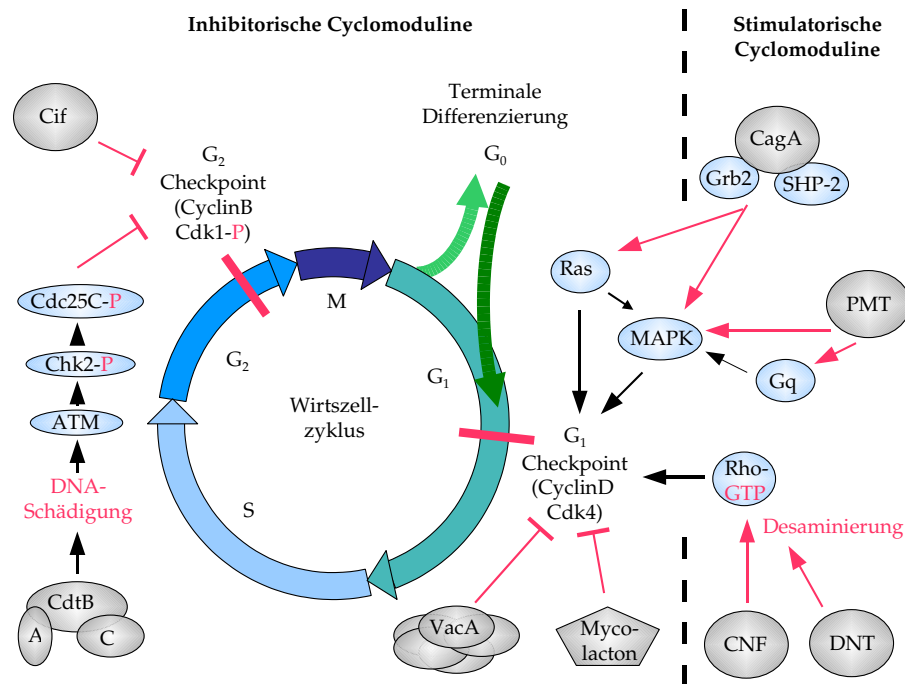 Inhibitorische Cyclomoduline
Stimulatorische
Cyclomoduline
Cif
Terminale
Differenzierung
G0
G2
Checkpoint
(CyclinB
Cdk1-P)
CagA
Grb2
SHP-2
Ras
MAPK
PMT
Gq
Cdc25C-P
Chk2-P
ATM
DNA-
Schädigung
CdtB
A
C
M
G2
G1
S
Wirtszell-
zyklus
G1
Checkpoint
(CyclinD
Cdk4)
Rho-
GTP
Desaminierung
VacA
Myco-
lacton
CNF
DNT